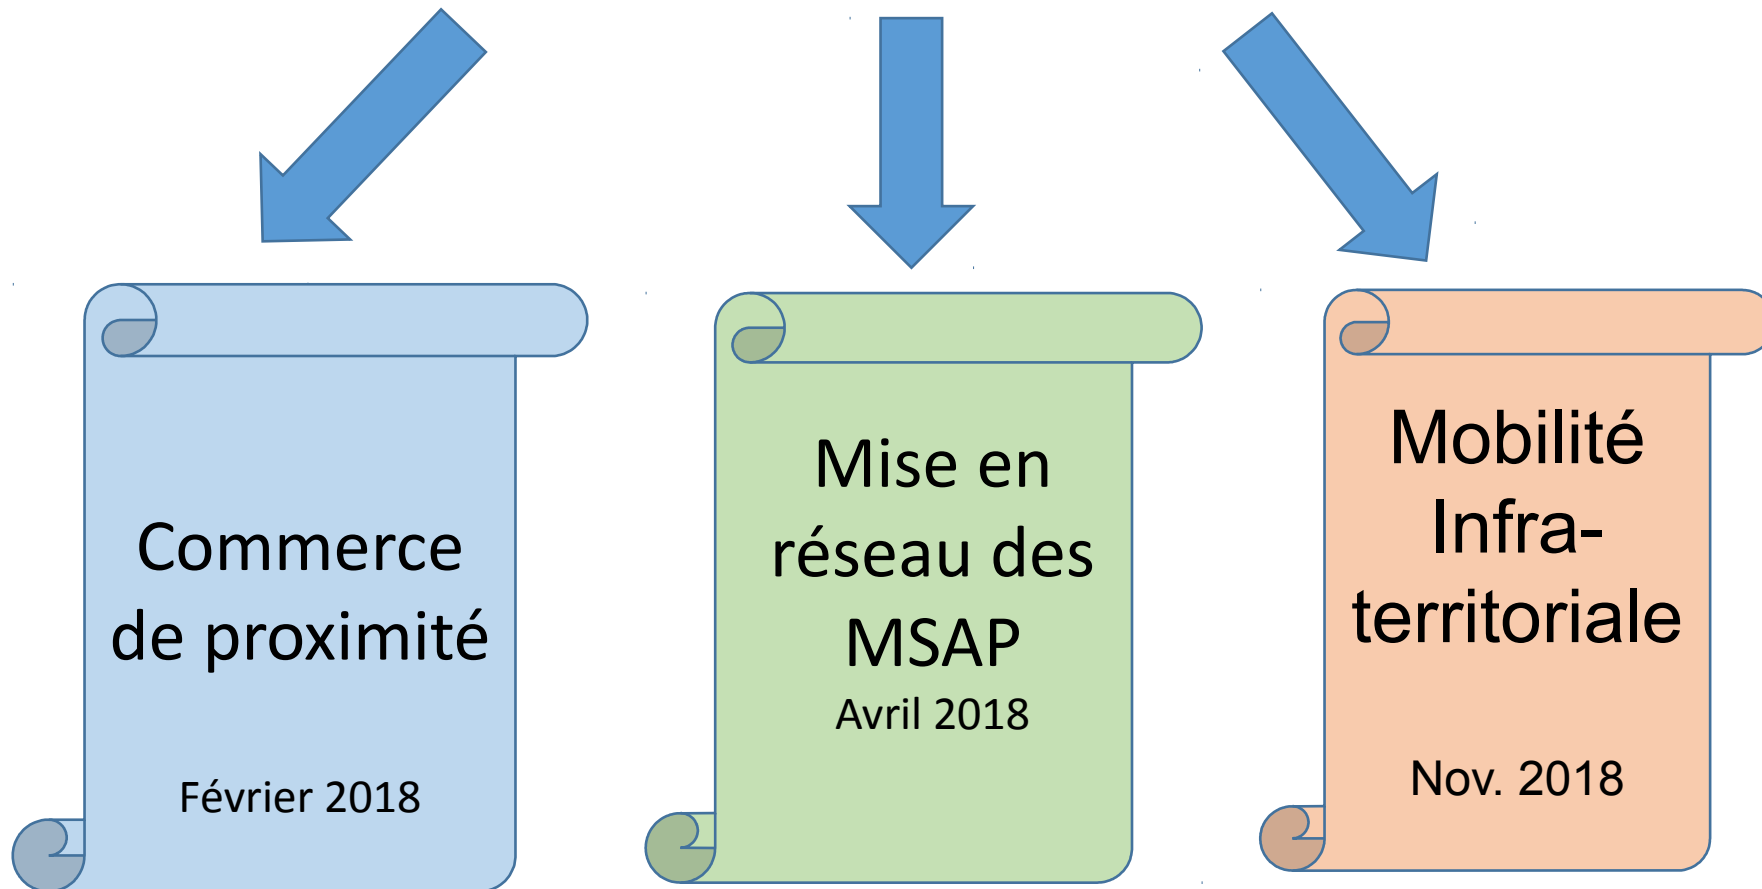 Commerce
de proximité
Février 2018
Mise en
réseau des
MSAP
Avril 2018
Mobilité
Infra-
territoriale
Nov. 2018